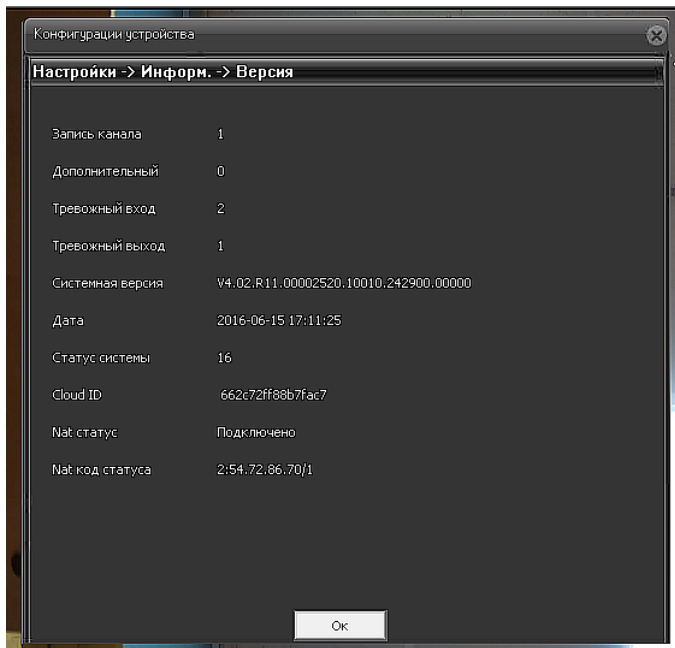 Конфигурации устройства
Настройки -> Информ. -> Версия
Запись канала 1
Дополнительный 0
Тревожный вход 2
Тревожный выход 1
Системная версия V4.02.R11.00002520.10010.242900.00000
Дата 2016-06-15 17:11:25
Статус системы 16
Cloud ID 662c72ff88b7fac7
Nat статус Подключено
Nat код статуса 2:54.72.86.70/1
Ок